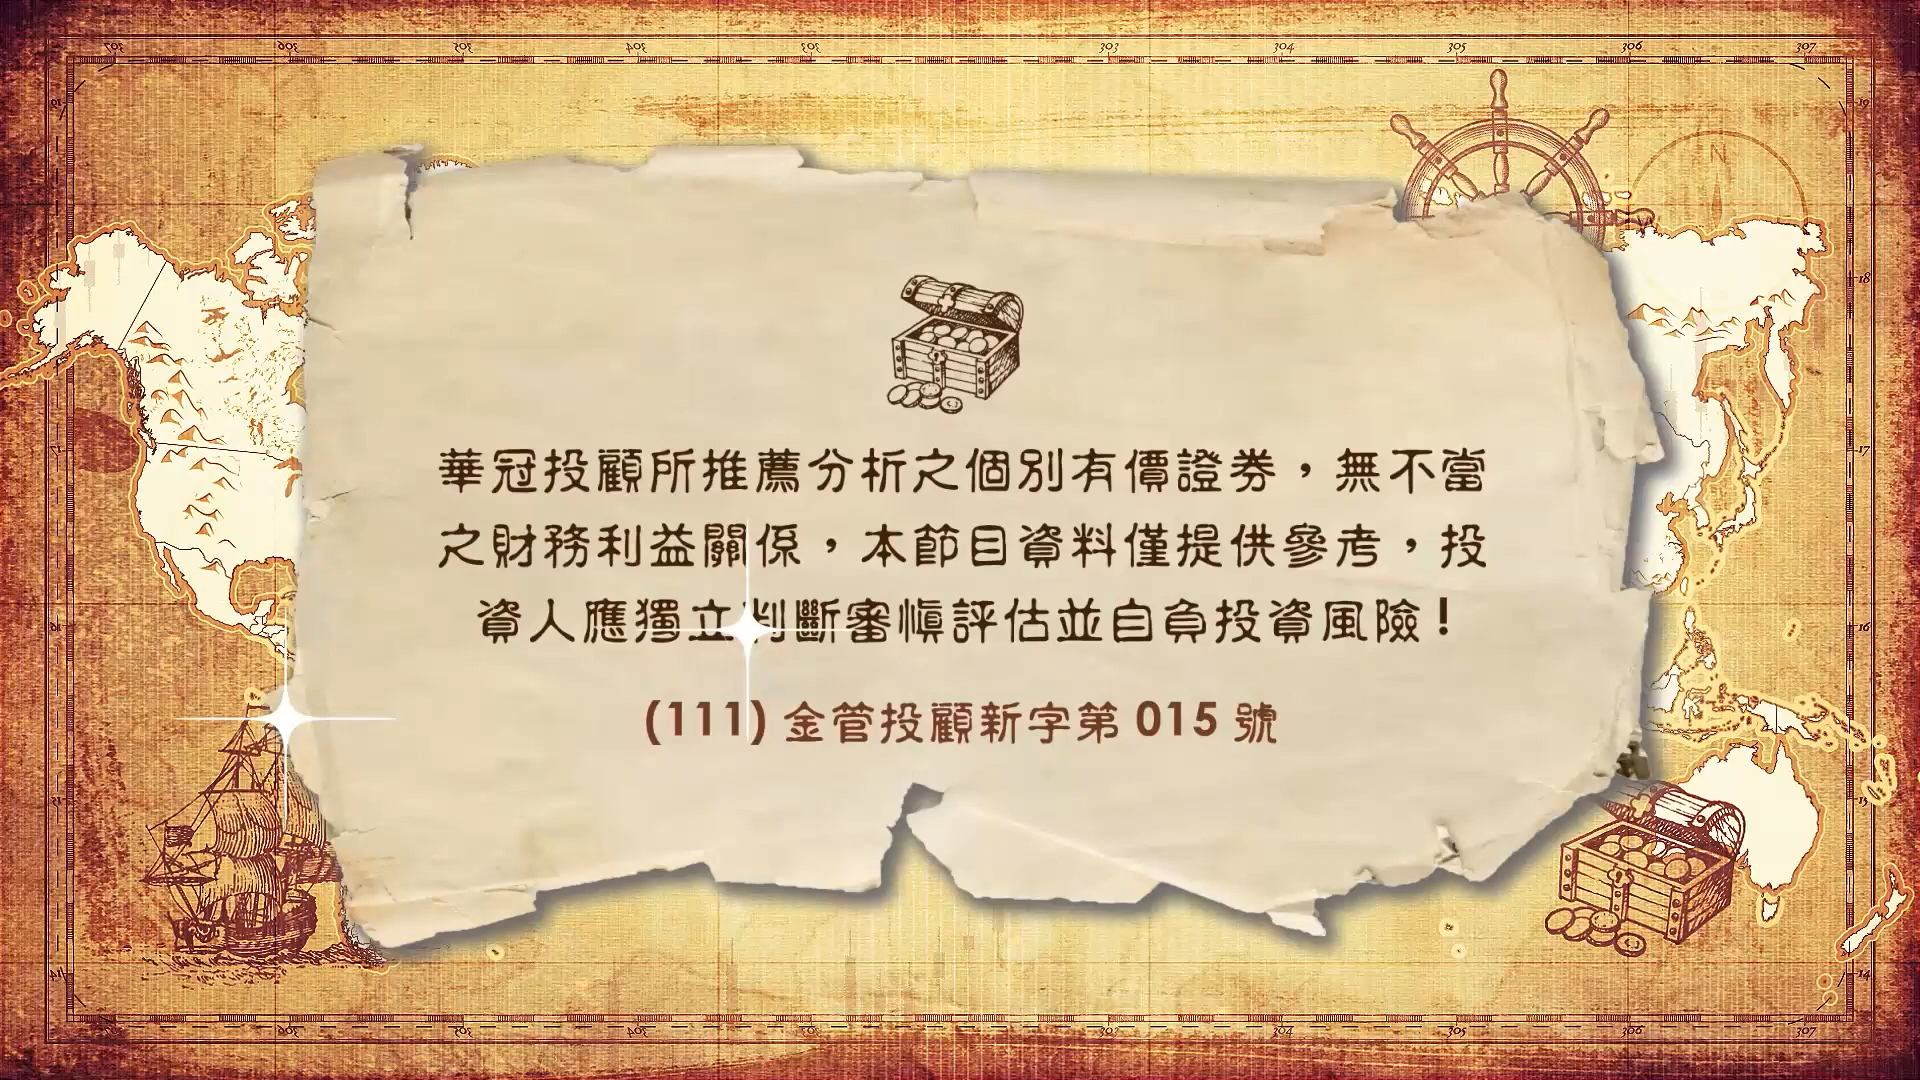 華冠投顧所推薦分析之個別有價證券，無不當
之財務利益關係，本節目資料僅提供參考，投
資人應獨立判斷審慎評估並自負投資風險！
(111) 金管投顧新字第 015 號